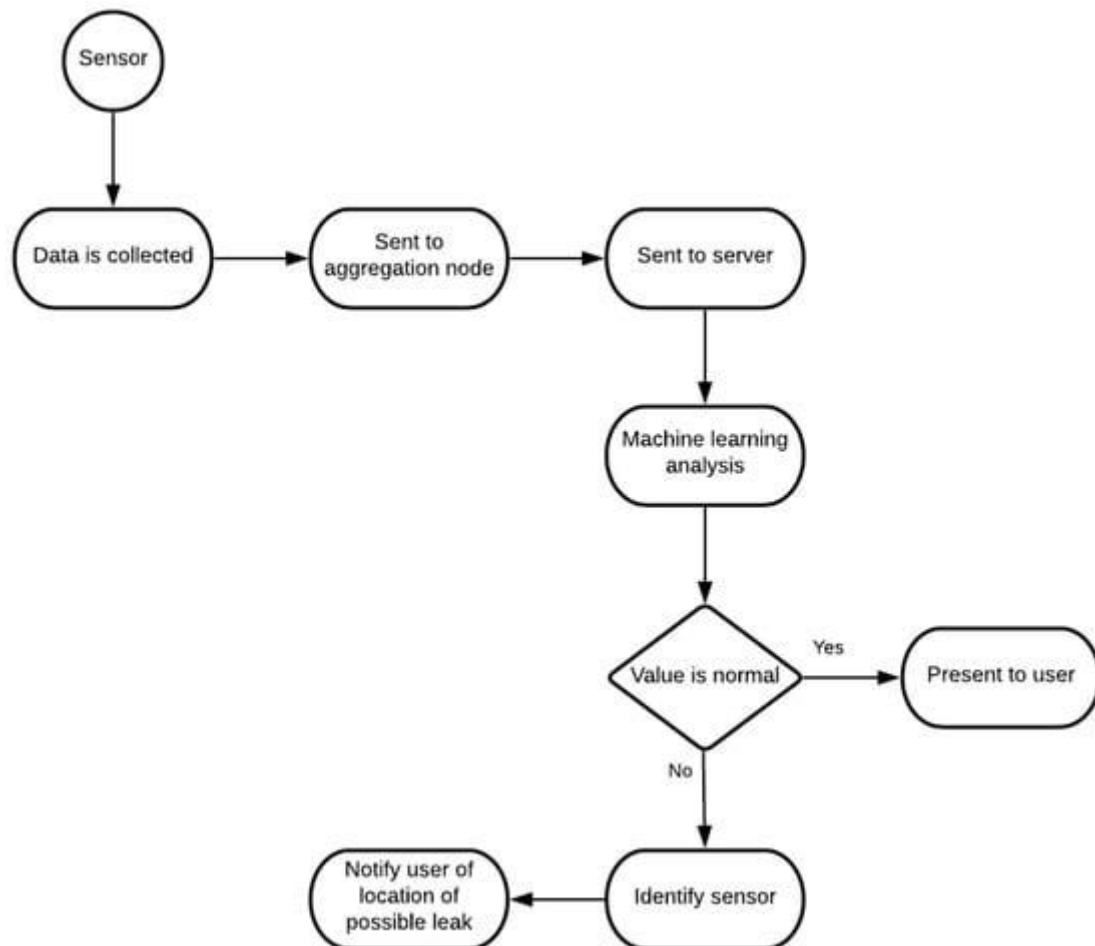 Sensor
Data is collected
Sent to
aggregation node
Sent to server
Machine learning
analysis
Value is normal
Yes
Present to user
No
Identify sensor
Notify user of
location of
possible leak